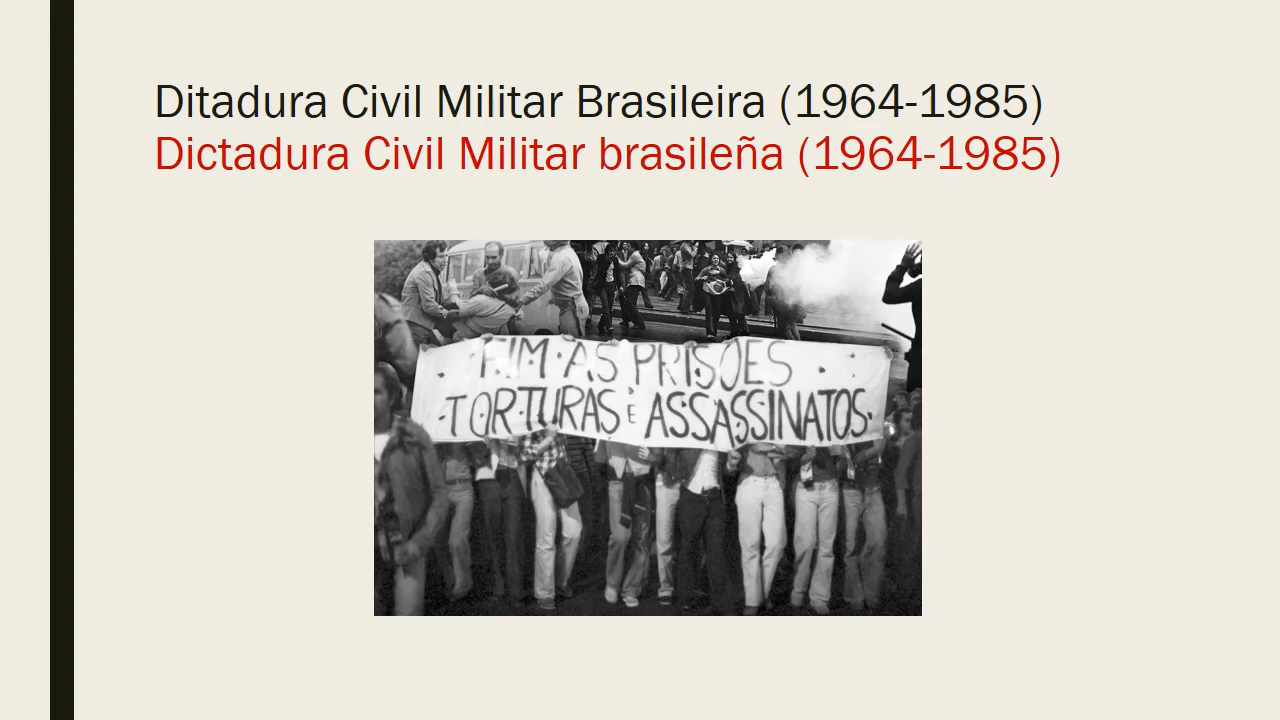 Ditadura Civil Militar Brasileira (1964-1985)
Dictadura Civil Militar brasileña (1964-1985)
FIM AS PRISÕES
TORTURAS E ASSASSINATOS